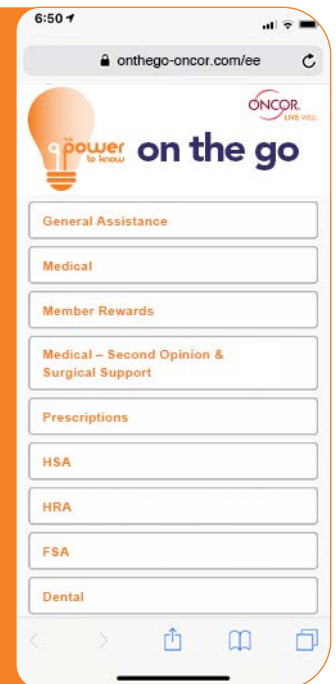 6:50
onthego-oncor.com/ee
ONCOR.
LIVE WELL
the power
to know
on the go
General Assistance
Medical
Member Rewards
Medical – Second Opinion &
Surgical Support
Prescriptions
HSA
HRA
FSA
Dental